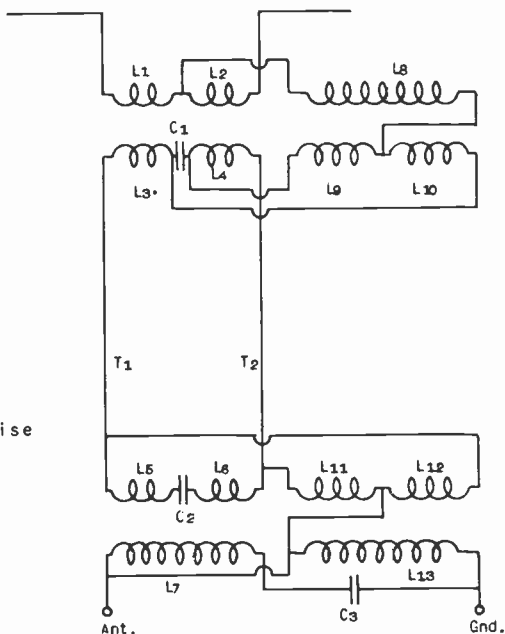 L1 L2 L8
C1
L3• L4 L9 L10
T1 T2
ise
L5 L6 L11 L12
C2
L7 C3 L13
Ant. Gnd.